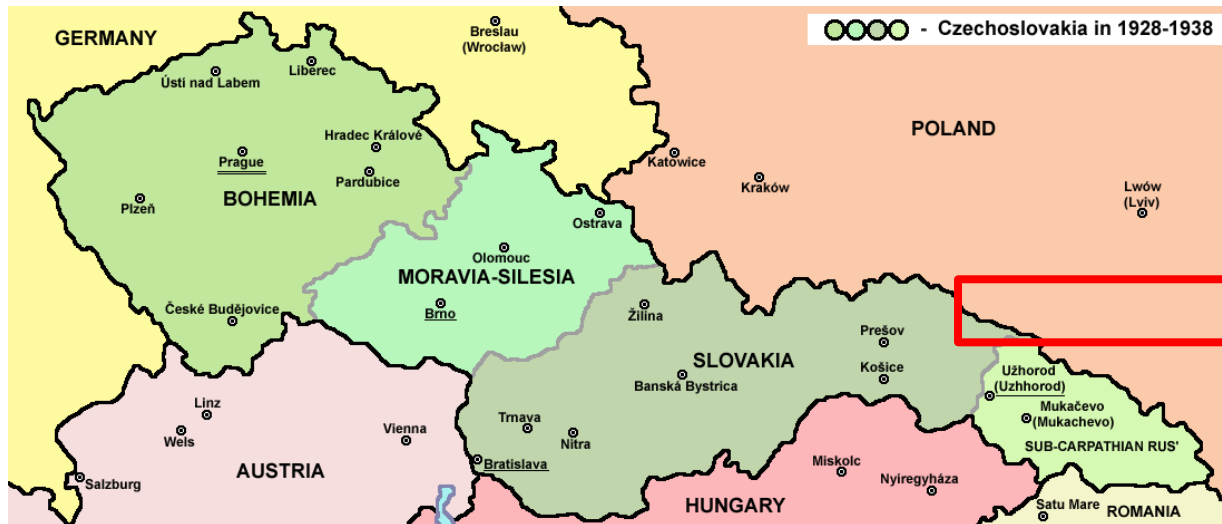 GERMANY
Breslau
(Wrocław)
- Czechoslovakia in 1928-1938
Liberec
Ústí nad Labem
Hradec Králové
POLAND
Prague
Katowice
Pardubice
Kraków
Lwów
(Lviv)
Plzeň
BOHEMIA
Ostrava
Olomouc
MORAVIA-SILESIA
České Budějovice
Brno
Žilina
Prešov
SLOVAKIA
Košice
Užhorod
(Uzhhorod)
Banská Bystrica
Linz
Trnava
Mukačevo
(Mukachevo)
Wels
Vienna
Nitra
SUB-CARPATHIAN RUS'
AUSTRIA
Bratislava
Miskolc
Salzburg
Nyiregyháza
HUNGARY
Satu Mare
ROMANIA